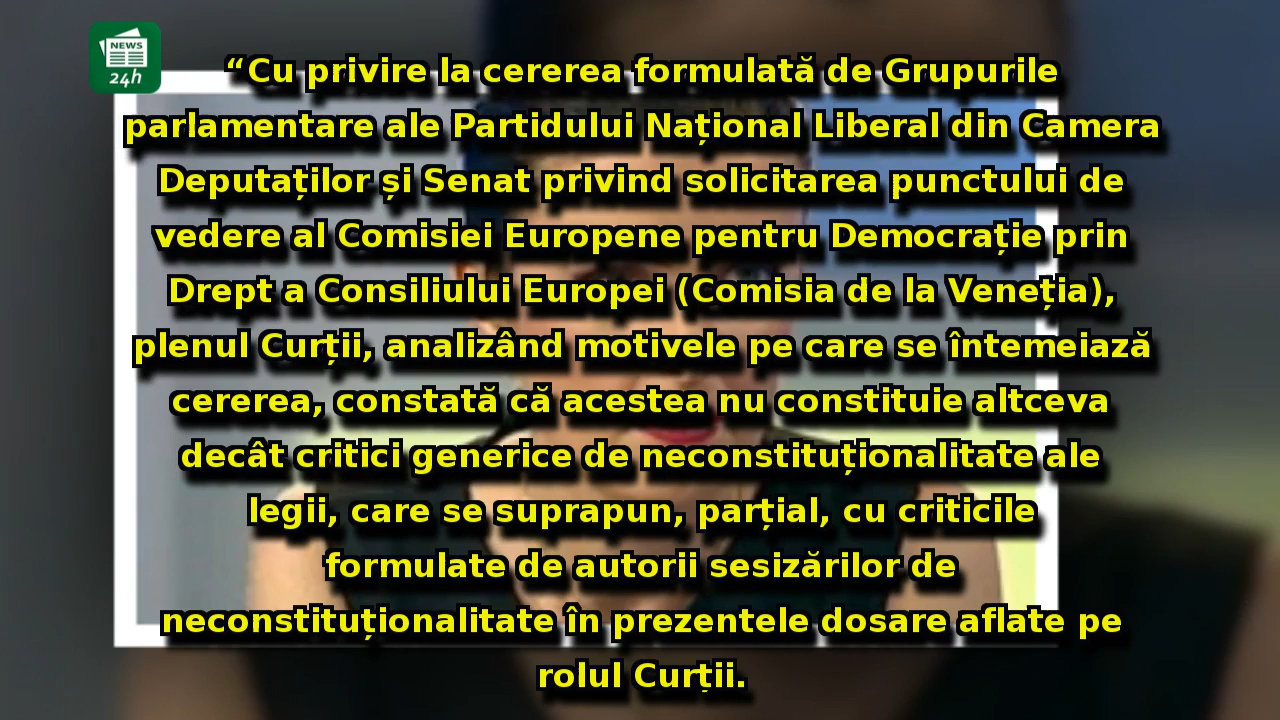 NEWS
24h
“Cu privire la cererea formulată de Grupurile
parlamentare ale Partidului Național Liberal din Camera
Deputaților și Senat privind solicitarea punctului de
vedere al Comisiei Europene pentru Democrație prin
Drept a Consiliului Europei (Comisia de la Veneția),
plenul Curții, analizând motivele pe care se întemeiază
cererea, constată că acestea nu constituie altceva
decât critici generice de neconstituționalitate ale
legii, care se suprapun, parțial, cu criticile
formulate de autorii sesizărilor de
neconstituționalitate în prezentele dosare aflate pe
rolul Curții.